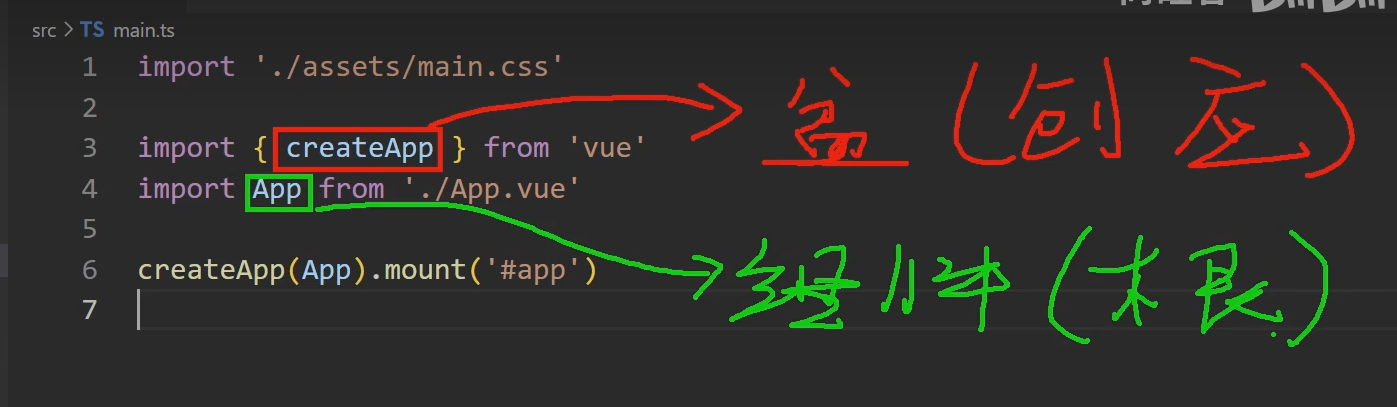 src > TS main.ts
1 import './assets/main.css'
2
3 import { createApp } from 'vue'
4 import App from './App.vue'
5
6 createApp(App).mount('#app')
7
盆 (创应)
组件 (根)